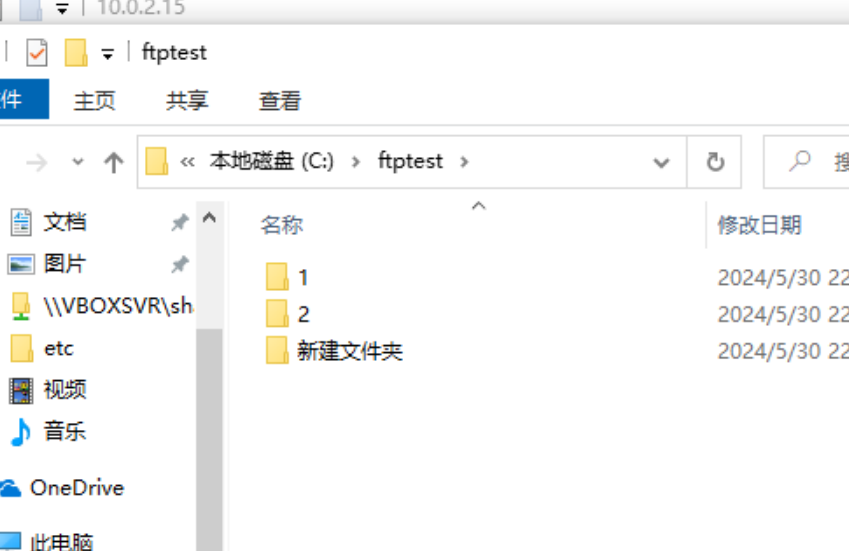 10.0.2.15
ftptest
件 主页 共享 查看
« 本地磁盘 (C:) › ftptest ›
名称 修改日期
文档
图片
\\VBOXSVR\sh
etc
视频
音乐
OneDrive
此电脑
1 2024/5/30 22
2 2024/5/30 22
新建文件夹 2024/5/30 22